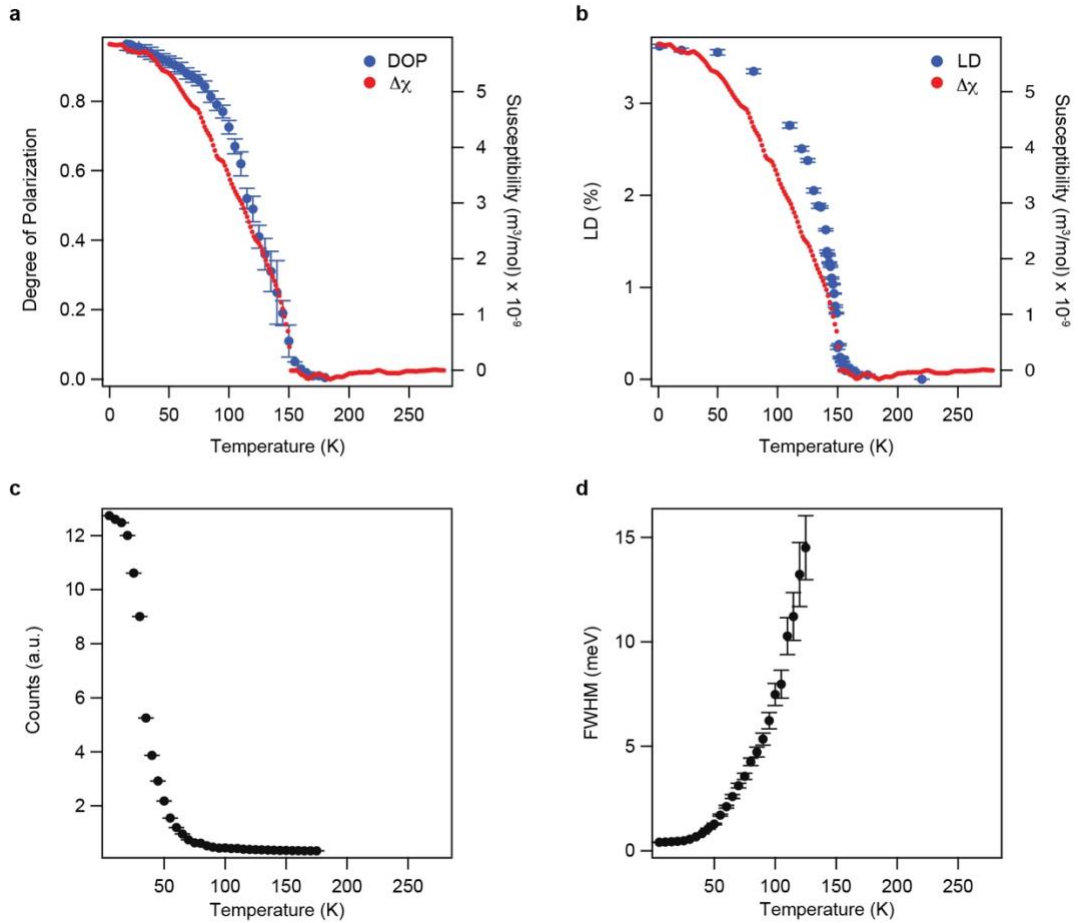 a
DOP
Δχ
0.8
0.6
0.4
0.2
0.0
Degree of Polarization
5
4
3
2
1
0
Susceptibility (m³/mol) x 10⁻⁹
0 50 100 150 200 250
Temperature (K)
b
LD
Δχ
3
2
1
0
LD (%)
5
4
3
2
1
0
Susceptibility (m³/mol) x 10⁻⁹
0 50 100 150 200 250
Temperature (K)
c
12
10
8
6
4
2
Counts (a.u.)
50 100 150 200 250
Temperature (K)
d
15
10
5
0
FWHM (meV)
50 100 150 200 250
Temperature (K)